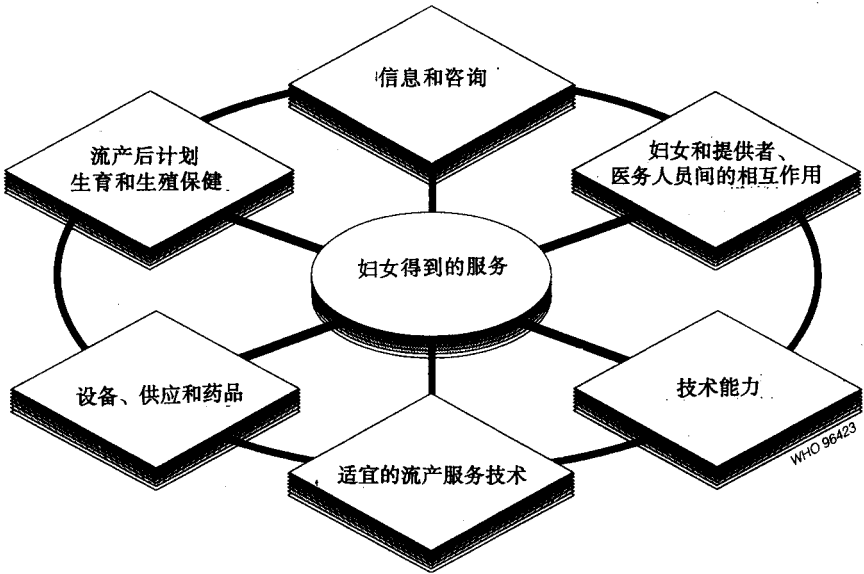 信息和咨询
流产后计划
生育和生殖保健
妇女和提供者、
医务人员间的相互作用
妇女得到的服务
设备、供应和药品
技术能力
适宜的流产服务技术
WHO 96423